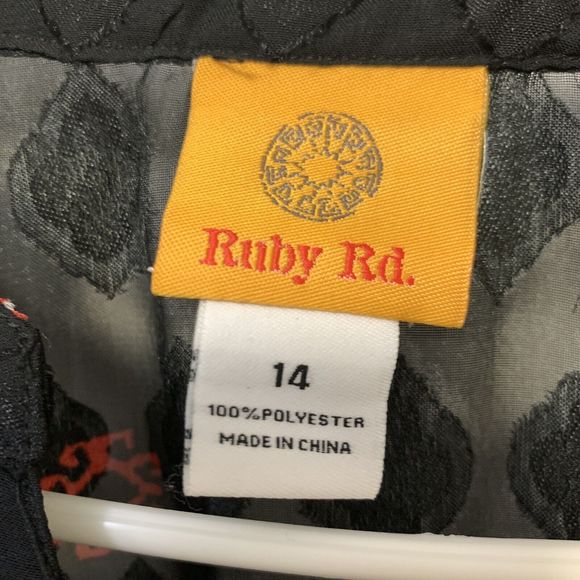 Ruby Rd.
14
100%POLYESTER
MADE IN CHINA